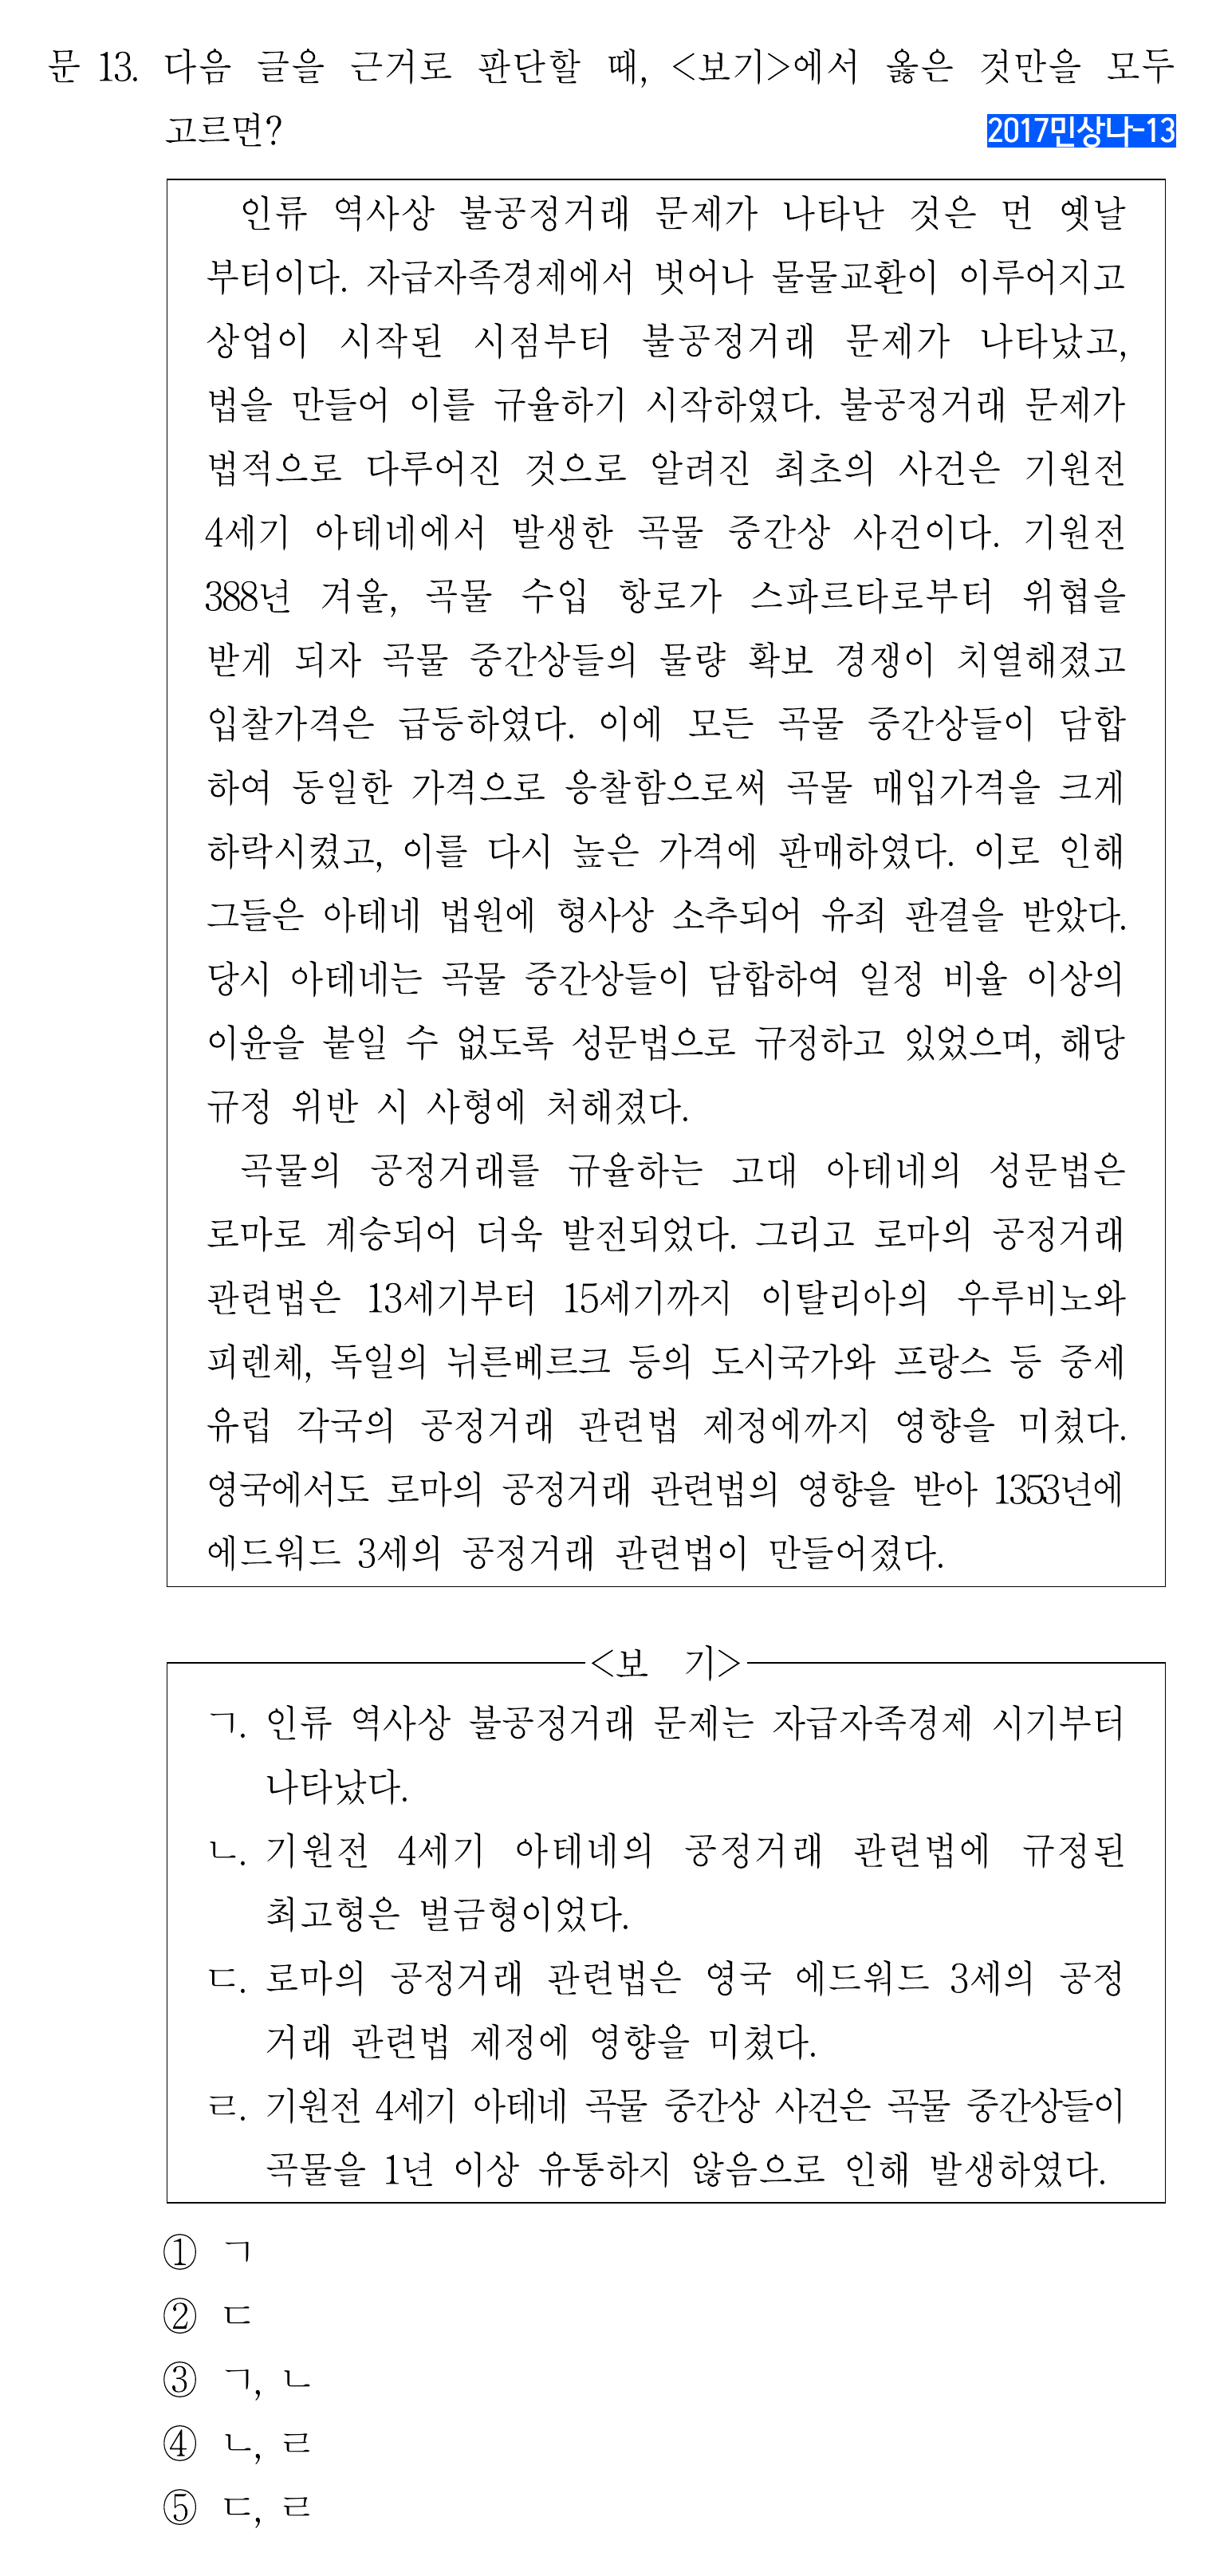 문 13. 다음 글을 근거로 판단할 때, <보기>에서 옳은 것만을 모두
고르면?
2017민상나-13
인류 역사상 불공정거래 문제가 나타난 것은 먼 옛날
부터이다. 자급자족경제에서 벗어나 물물교환이 이루어지고
상업이 시작된 시점부터 불공정거래 문제가 나타났고,
법을 만들어 이를 규율하기 시작하였다. 불공정거래 문제가
법적으로 다루어진 것으로 알려진 최초의 사건은 기원전
4세기 아테네에서 발생한 곡물 중간상 사건이다. 기원전
388년 겨울, 곡물 수입 항로가 스파르타로부터 위협을
받게 되자 곡물 중간상들의 물량 확보 경쟁이 치열해졌고
입찰가격은 급등하였다. 이에 모든 곡물 중간상들이 담합
하여 동일한 가격으로 응찰함으로써 곡물 매입가격을 크게
하락시켰고, 이를 다시 높은 가격에 판매하였다. 이로 인해
그들은 아테네 법원에 형사상 소추되어 유죄 판결을 받았다.
당시 아테네는 곡물 중간상들이 담합하여 일정 비율 이상의
이윤을 붙일 수 없도록 성문법으로 규정하고 있었으며, 해당
규정 위반 시 사형에 처해졌다.
곡물의 공정거래를 규율하는 고대 아테네의 성문법은
로마로 계승되어 더욱 발전되었다. 그리고 로마의 공정거래
관련법은 13세기부터 15세기까지 이탈리아의 우루비노와
피렌체, 독일의 뉘른베르크 등의 도시국가와 프랑스 등 중세
유럽 각국의 공정거래 관련법 제정에까지 영향을 미쳤다.
영국에서도 로마의 공정거래 관련법의 영향을 받아 1353년에
에드워드 3세의 공정거래 관련법이 만들어졌다.
<보 기>
ㄱ. 인류 역사상 불공정거래 문제는 자급자족경제 시기부터
나타났다.
ㄴ. 기원전 4세기 아테네의 공정거래 관련법에 규정된
최고형은 벌금형이었다.
ㄷ. 로마의 공정거래 관련법은 영국 에드워드 3세의 공정
거래 관련법 제정에 영향을 미쳤다.
ㄹ. 기원전 4세기 아테네 곡물 중간상 사건은 곡물 중간상들이
곡물을 1년 이상 유통하지 않음으로 인해 발생하였다.
① ㄱ
② ㄷ
③ ㄱ, ㄴ
④ ㄴ, ㄹ
⑤ ㄷ, ㄹ